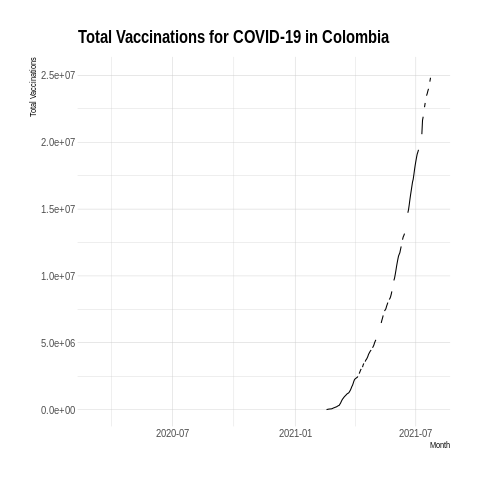 Total Vaccinations for COVID-19 in Colombia
Total Vaccinations
2.5e+07
2.0e+07
1.5e+07
1.0e+07
5.0e+06
0.0e+00
2020-07 2021-01 2021-07
Month